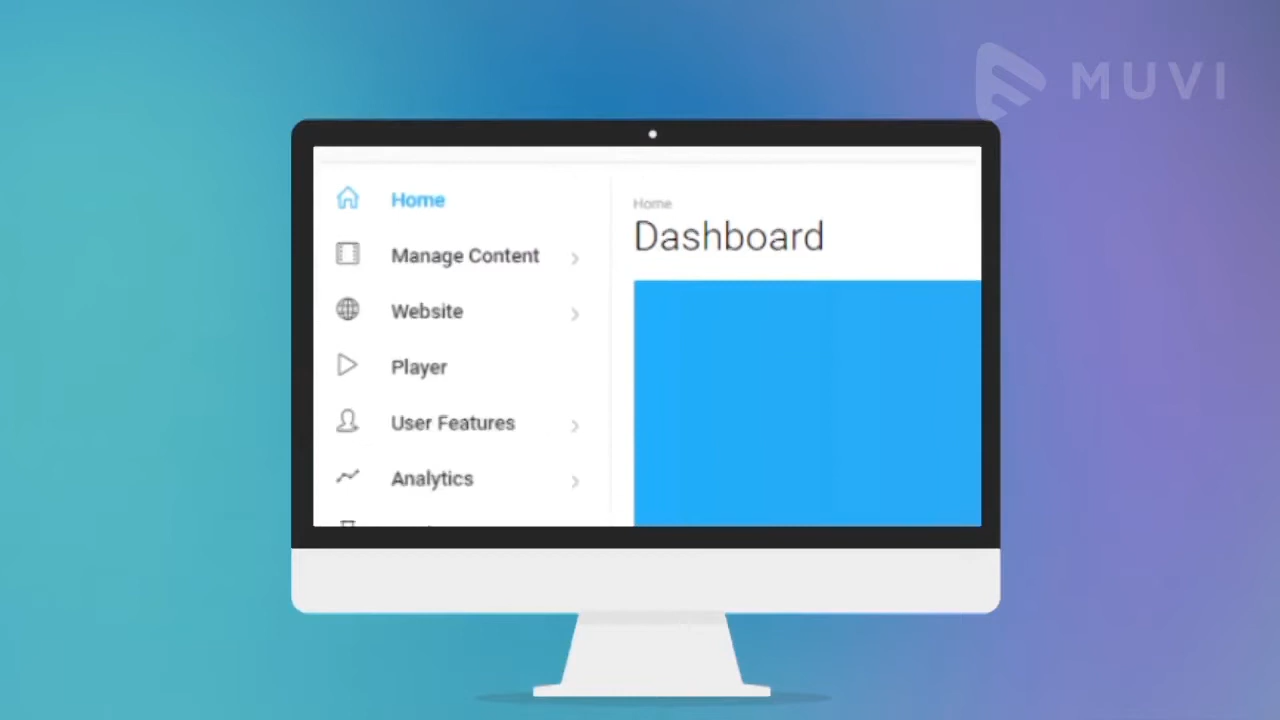 MUVI
Home
Manage Content
Website
Player
User Features
Analytics
Home
Dashboard